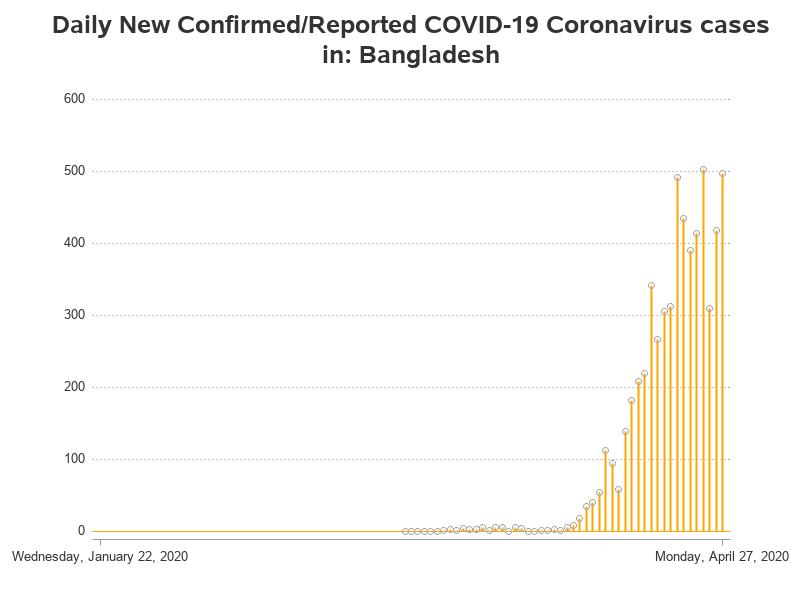 Daily New Confirmed/Reported COVID-19 Coronavirus cases
in: Bangladesh
600
500
400
300
200
100
0
Wednesday, January 22, 2020
Monday, April 27, 2020